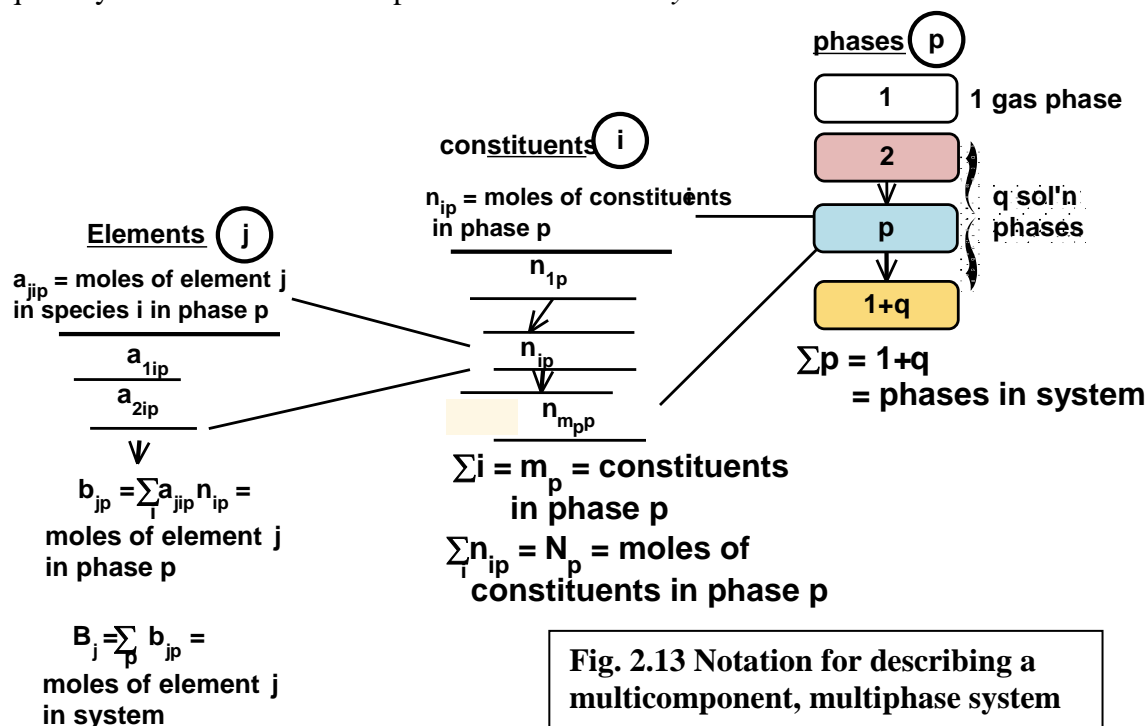 Elements j
a_jip = moles of element j
in species i in phase p
a_1ip
a_2ip
b_jp = ∑_i a_jip n_ip =
moles of element j
in phase p
B_j = ∑_p b_jp =
moles of element j
in system
constituents i
n_ip = moles of constituents
in phase p
n_1p
n_ip
n_m_pp
∑i = m_p = constituents
in phase p
∑_i n_ip = N_p = moles of
constituents in phase p
phases p
1
1 gas phase
2
q sol'n
phases
p
1+q
∑p = 1+q
= phases in system
Fig. 2.13 Notation for describing a
multicomponent, multiphase system